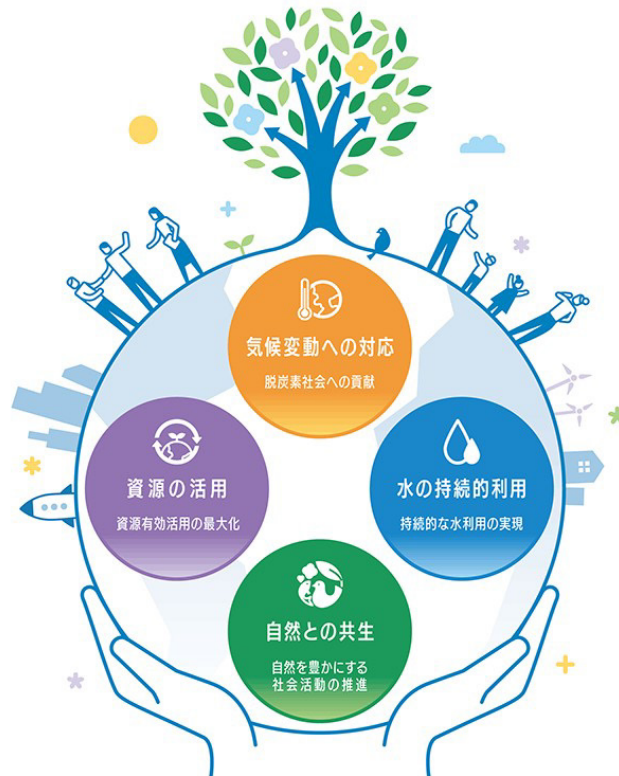 気候変動への対応
脱炭素社会への貢献
資源の活用
資源有効活用の最大化
水の持続的利用
持続的な水利用の実現
自然との共生
自然を豊かにする
社会活動の推進